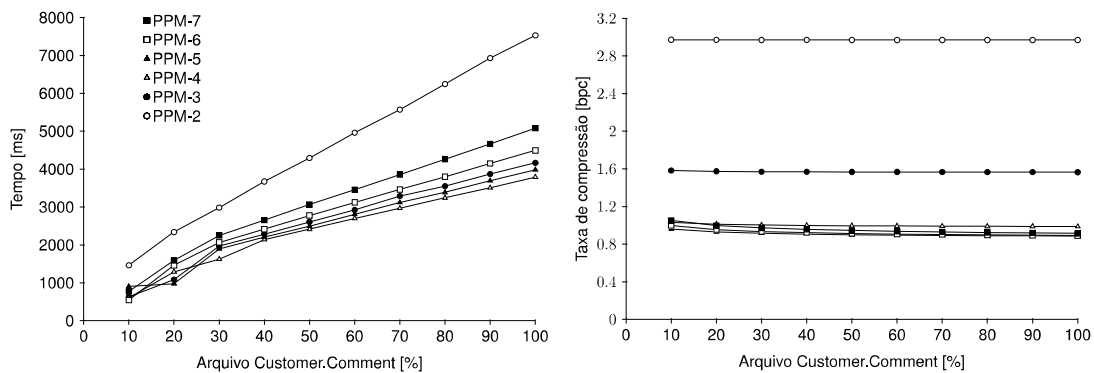 8000
7000
6000
5000
4000
3000
2000
1000
0
Tempo [ms]
PPM-7
PPM-6
PPM-5
PPM-4
PPM-3
PPM-2
0 10 20 30 40 50 60 70 80 90 100
Arquivo Customer.Comment [%]
3.2
2.8
2.4
2
1.6
1.2
0.8
0.4
0
Taxa de compressão [bpc]
0 10 20 30 40 50 60 70 80 90 100
Arquivo Customer.Comment [%]